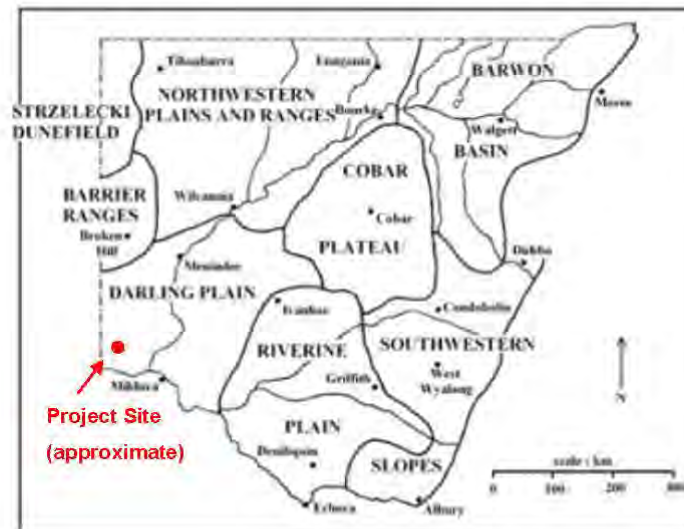 Tibooburra
Enngonia
BARWON
STRZELECKI
DUNEFIELD
NORTHWESTERN
PLAINS AND RANGES
Bourke
Moree
Walgett
BASIN
BARRIER
RANGES
Broken
Hill
Wilcannia
COBAR
Cobar
PLATEAU
Menindee
Dubbo
DARLING PLAIN
Ivanhoe
Condobolin
RIVERINE
SOUTHWESTERN
Mildura
Griffith
West
Wyalong
N
Project Site
(approximate)
PLAIN
Deniliquin
SLOPES
Echuca
Albury
scale : km
0 100 200 300